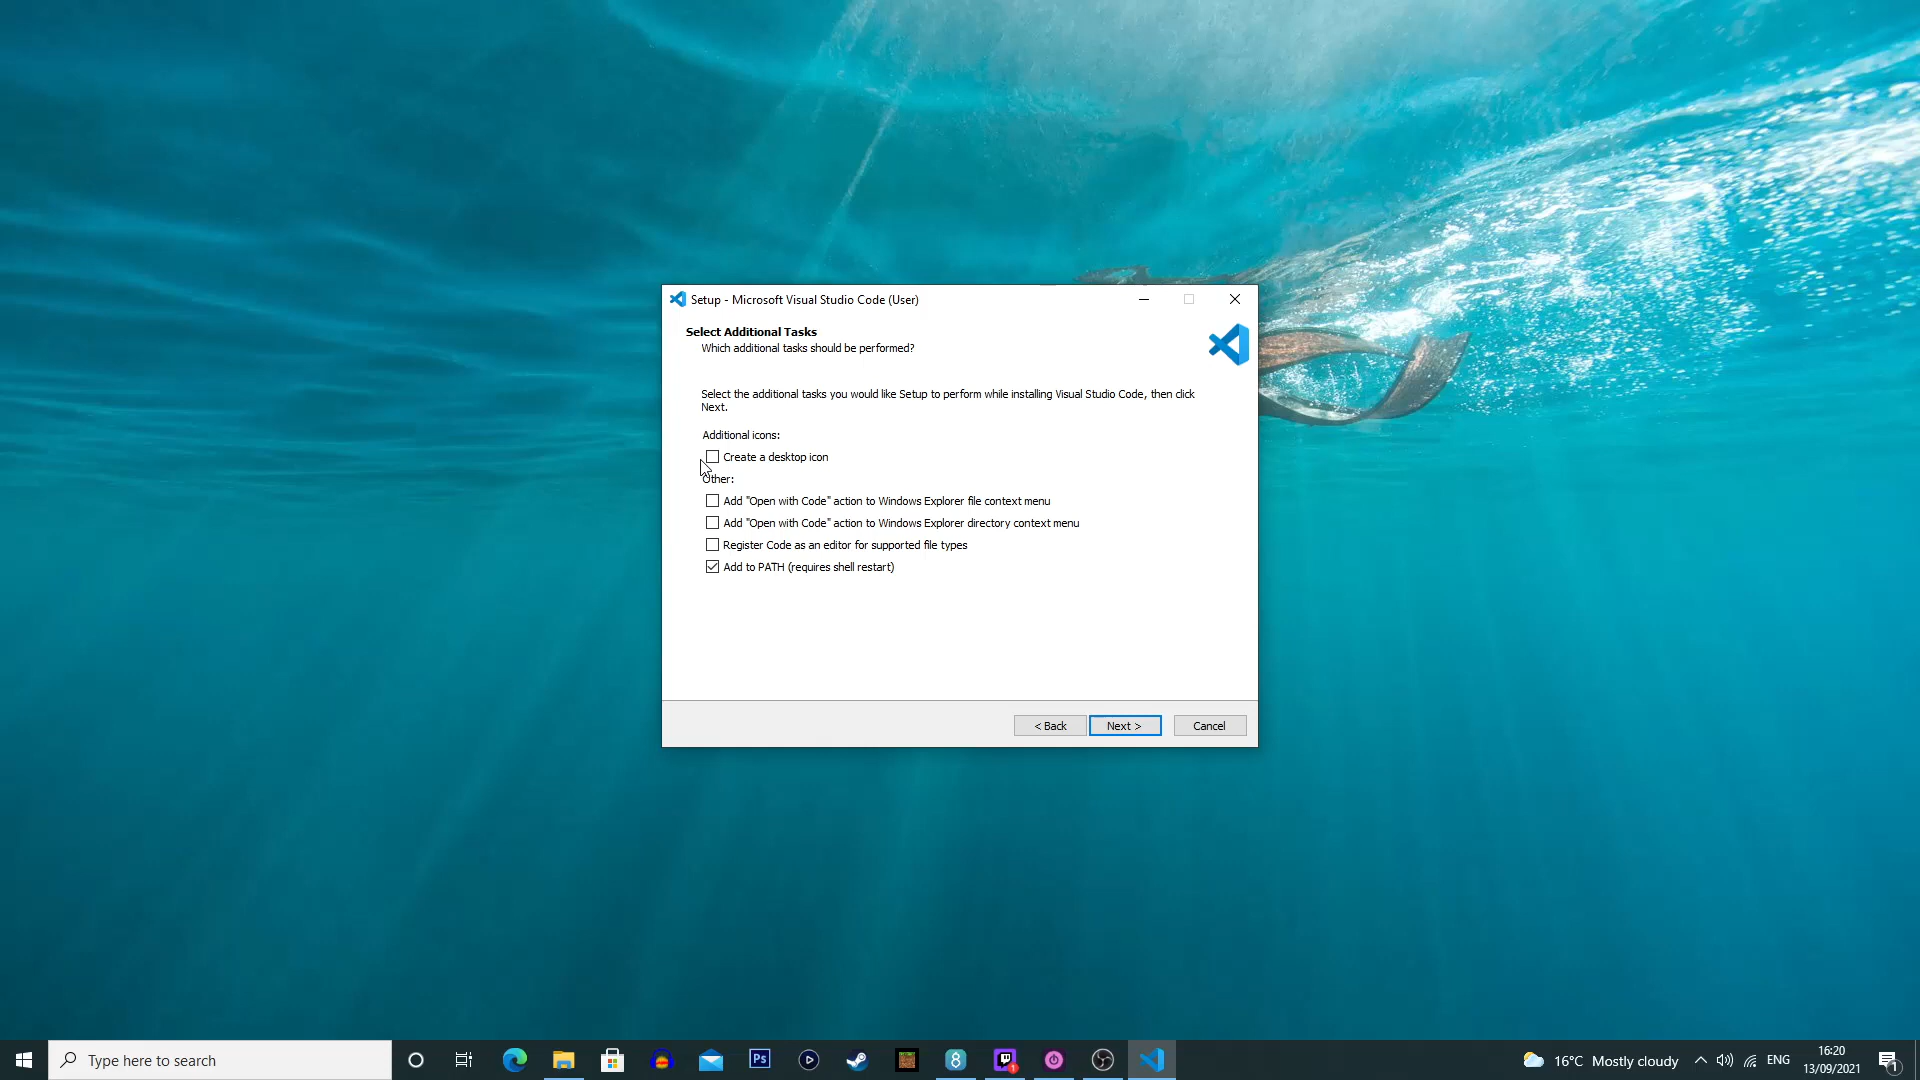 Setup - Microsoft Visual Studio Code (User)
Select Additional Tasks
Which additional tasks should be performed?
Select the additional tasks you would like Setup to perform while installing Visual Studio Code, then click
Next.
Additional icons:
Create a desktop icon
Other:
Add "Open with Code" action to Windows Explorer file context menu
Add "Open with Code" action to Windows Explorer directory context menu
Register Code as an editor for supported file types
Add to PATH (requires shell restart)
< Back
Next >
Cancel
Type here to search
Ps
8
1
16°C Mostly cloudy
ENG
16:20
13/09/2021
1